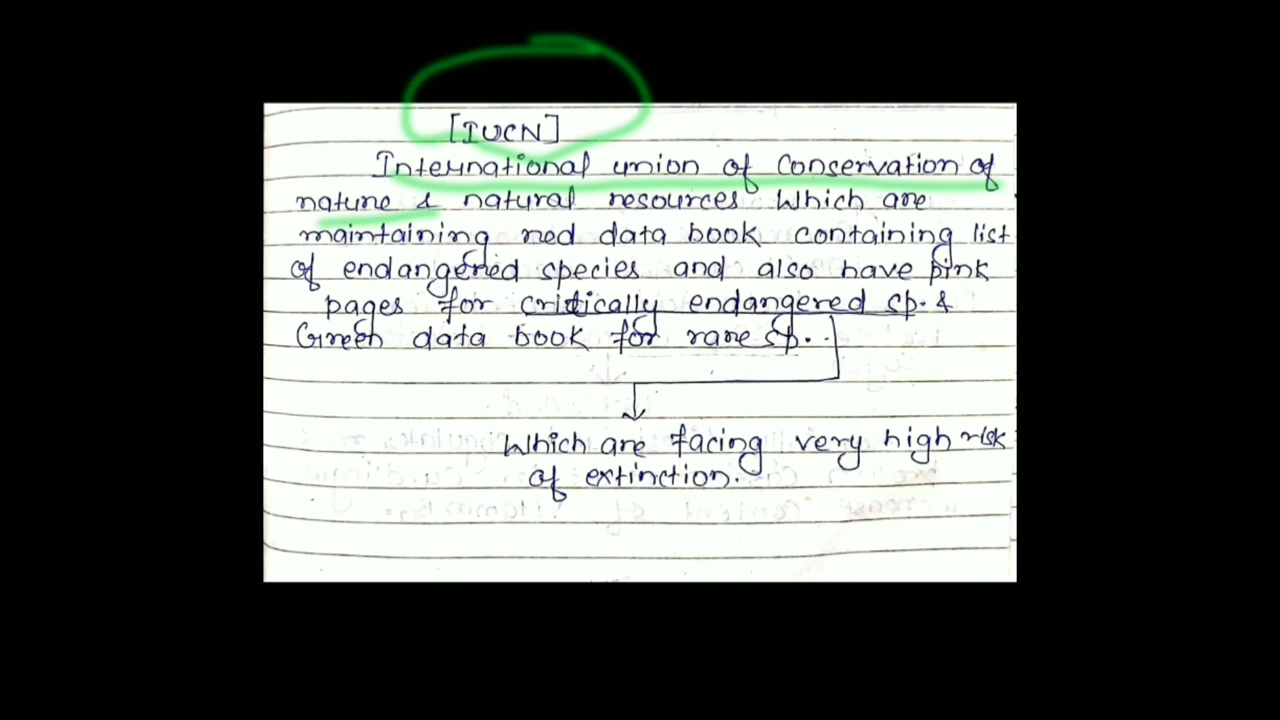 [IUCN]
International union of Conservation of
nature & natural resources which are
maintaining red data book containing list
of endangered species and also have pink
pages for critically endangered sp. &
Green data book for rare sp..
Which are facing very high risk
of extinction.